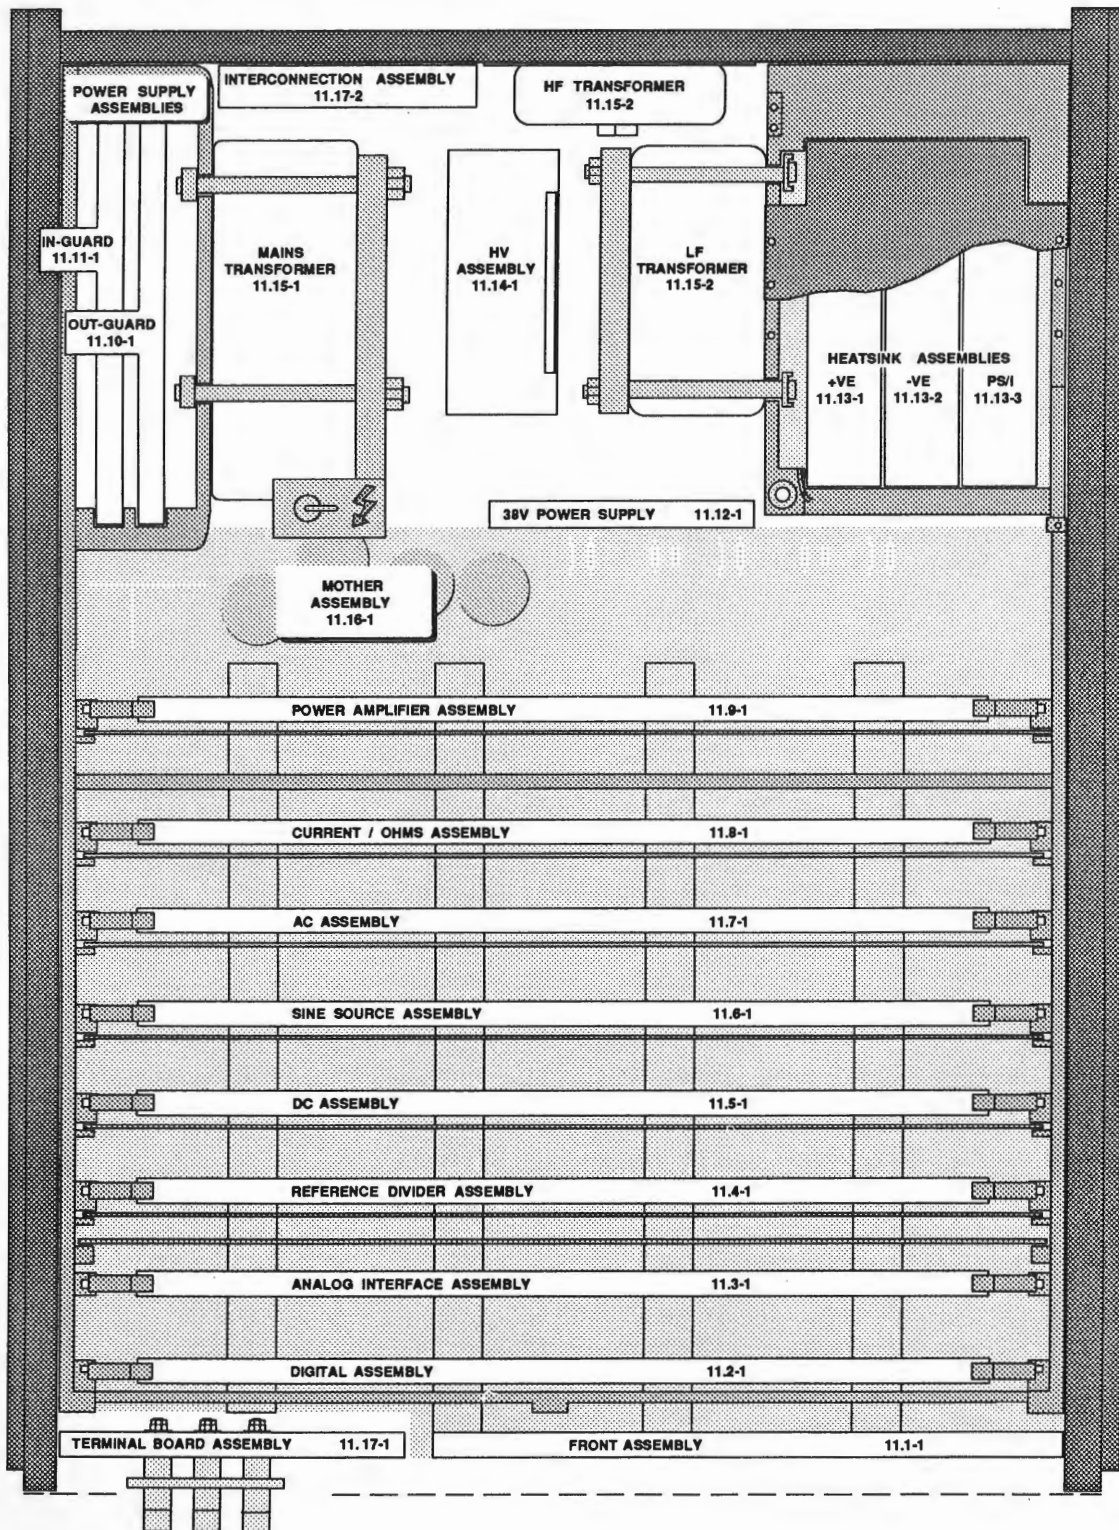 POWER SUPPLY
ASSEMBLIES
INTERCONNECTION ASSEMBLY
11.17-2
HF TRANSFORMER
11.15-2
IN-GUARD
11.11-1
OUT-GUARD
11.10-1
MAINS
TRANSFORMER
11.15-1
HV
ASSEMBLY
11.14-1
LF
TRANSFORMER
11.15-2
HEATSINK ASSEMBLIES
+VE -VE PS/I
11.13-1 11.13-2 11.13-3
38V POWER SUPPLY 11.12-1
MOTHER
ASSEMBLY
11.16-1
POWER AMPLIFIER ASSEMBLY 11.9-1
CURRENT / OHMS ASSEMBLY 11.8-1
AC ASSEMBLY 11.7-1
SINE SOURCE ASSEMBLY 11.6-1
DC ASSEMBLY 11.5-1
REFERENCE DIVIDER ASSEMBLY 11.4-1
ANALOG INTERFACE ASSEMBLY 11.3-1
DIGITAL ASSEMBLY 11.2-1
TERMINAL BOARD ASSEMBLY 11.17-1
FRONT ASSEMBLY 11.1-1